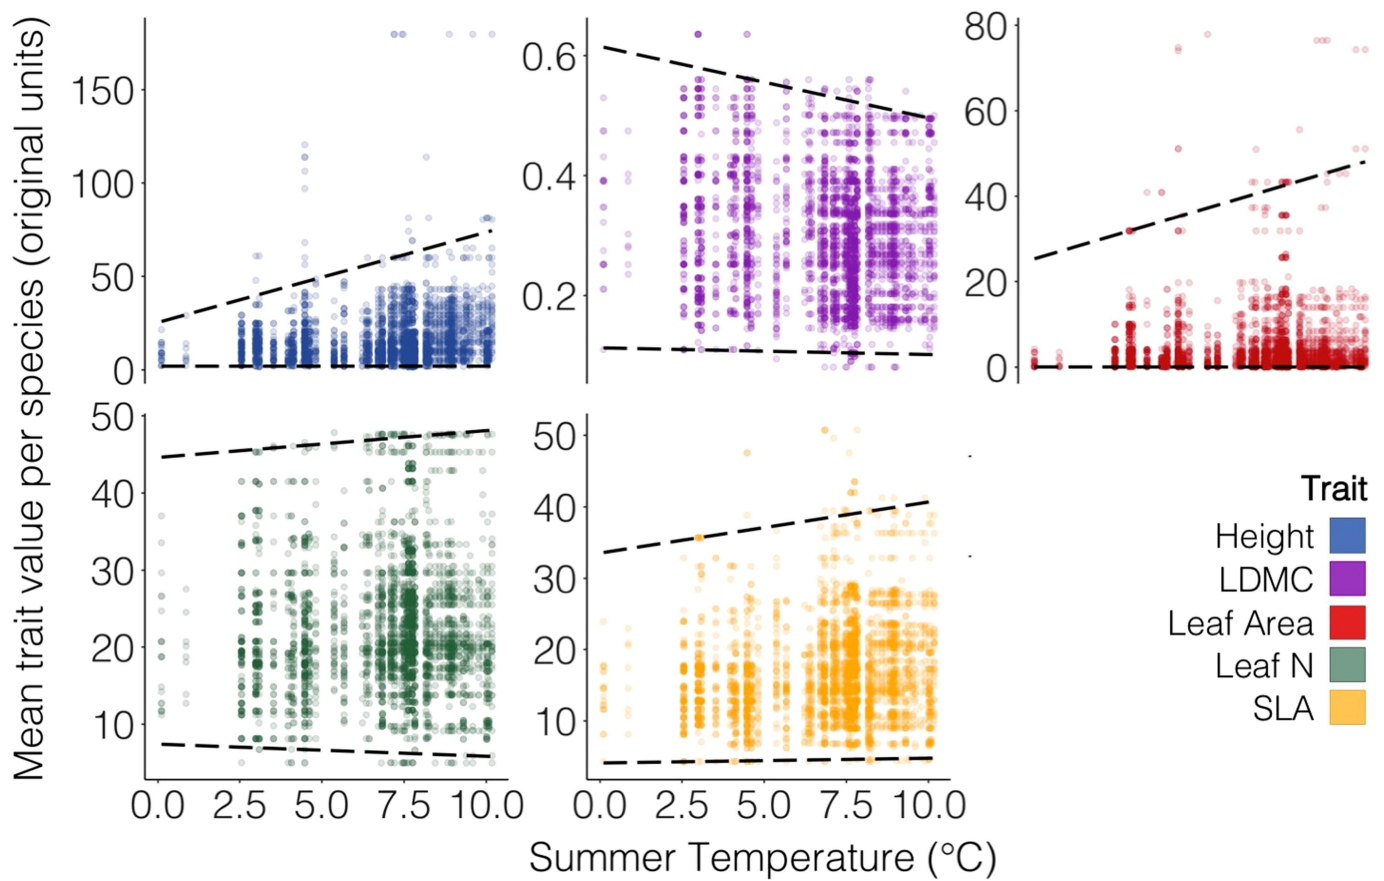 Mean trait value per species (original units)
150
100
50
0
0.6
0.4
0.2
80
60
40
20
0
50
40
30
20
10
50
40
30
20
10
0.0 2.5 5.0 7.5 10.0
0.0 2.5 5.0 7.5 10.0
Summer Temperature (°C)
Trait
Height
LDMC
Leaf Area
Leaf N
SLA